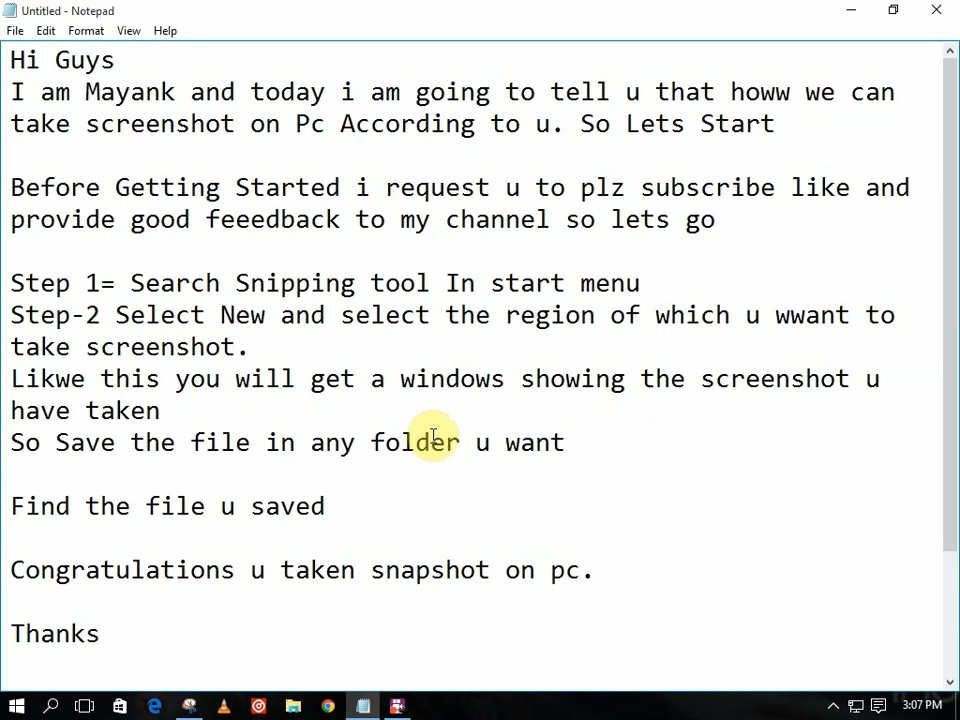 Untitled - Notepad
File Edit Format View Help
Hi Guys
I am Mayank and today i am going to tell u that howw we can
take screenshot on Pc According to u. So Lets Start
Before Getting Started i request u to plz subscribe like and
provide good feeedback to my channel so lets go
Step 1= Search Snipping tool In start menu
Step-2 Select New and select the region of which u wwant to
take screenshot.
Likwe this you will get a windows showing the screenshot u
have taken
So Save the file in any folder u want
Find the file u saved
Congratulations u taken snapshot on pc.
Thanks
3:07 PM